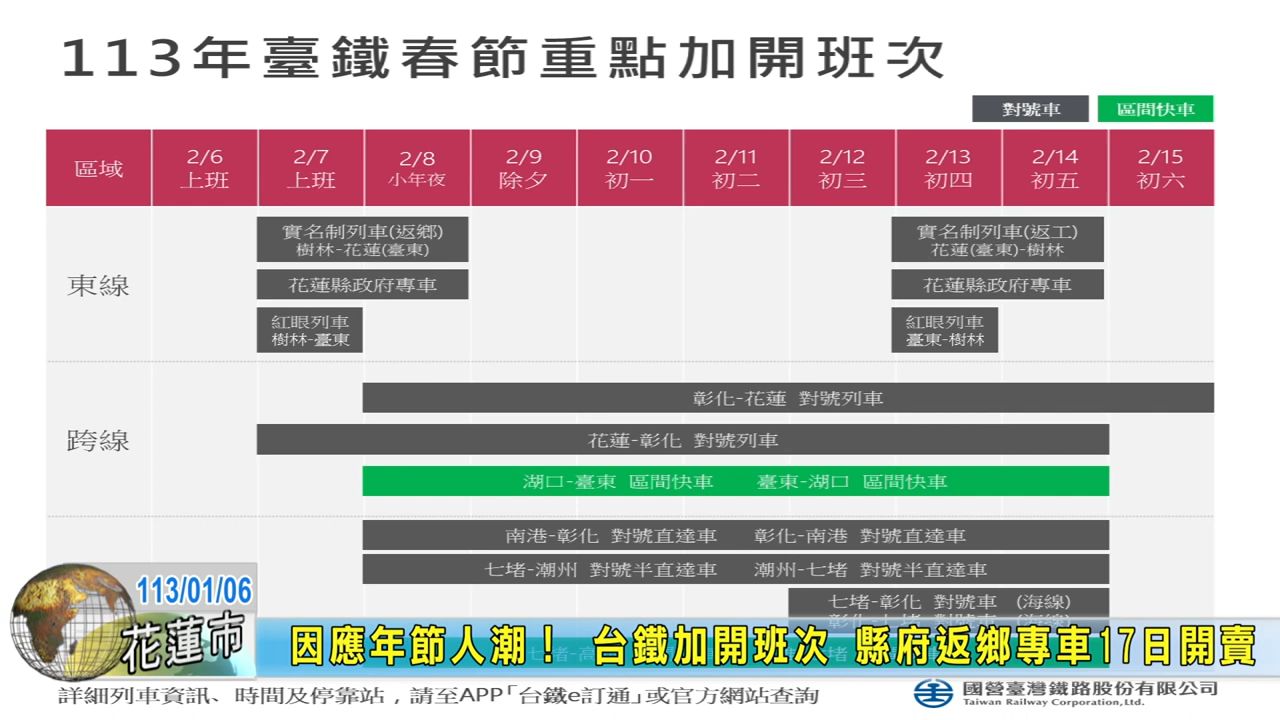 113年臺鐵春節重點加開班次
對號車 區間快車
區域 2/6 2/7 2/8 2/9 2/10 2/11 2/12 2/13 2/14 2/15
上班 上班 小年夜 除夕 初一 初二 初三 初四 初五 初六
東線
實名制列車(返鄉) 實名制列車(返工)
樹林-花蓮(臺東) 花蓮(臺東)-樹林
花蓮縣政府專車 花蓮縣政府專車
紅眼列車 紅眼列車
樹林-臺東 臺東-樹林
跨線
彰化-花蓮 對號列車
花蓮-彰化 對號列車
湖口-臺東 區間快車 臺東-湖口 區間快車
南港-彰化 對號直達車 彰化-南港 對號直達車
七堵-潮州 對號半直達車 潮州-七堵 對號半直達車
七堵-彰化 對號車 (海線)
彰化-七堵 對號車 (海線)
113/01/06
花蓮市
因應年節人潮! 台鐵加開班次 縣府返鄉專車17日開賣
詳細列車資訊、時間及停靠站，請至APP「台鐵e訂通」或官方網站查詢
國營臺灣鐵路股份有限公司
Taiwan Railway Corporation,Ltd.